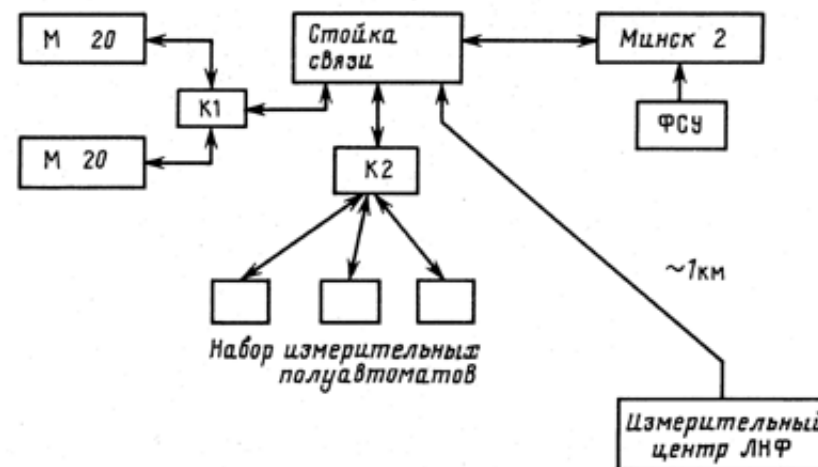 М 20
Стойка
связи
Минск 2
К1
ФСУ
М 20
К2
~1км
Набор измерительных
полуавтоматов
Измерительный
центр ЛНФ